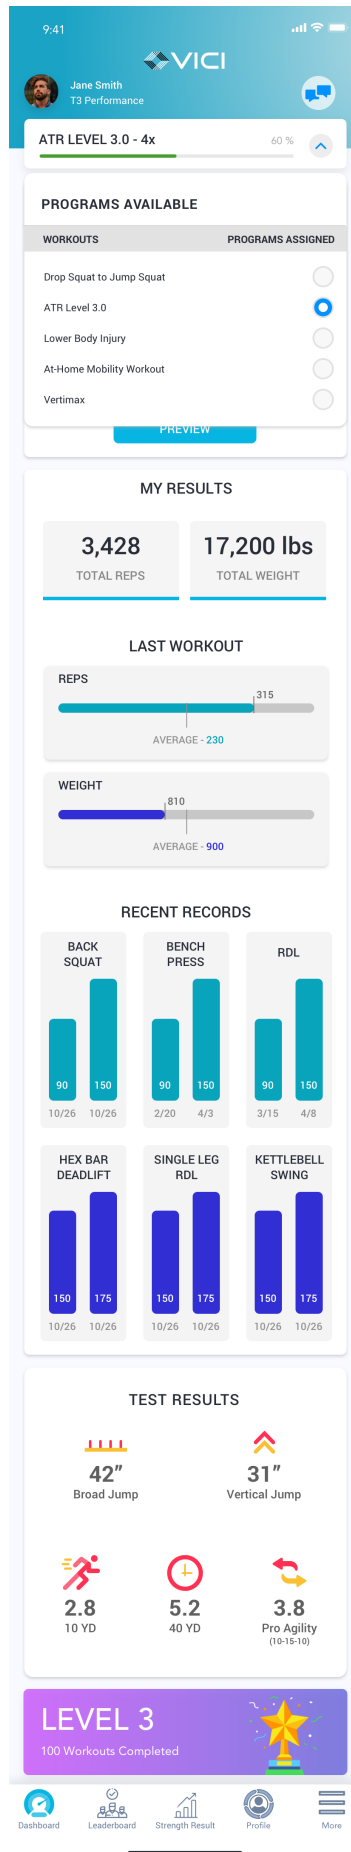 9:41
VICI
Jane Smith
T3 Performance
ATR LEVEL 3.0 - 4x
60 %
PROGRAMS AVAILABLE
WORKOUTS PROGRAMS ASSIGNED
Drop Squat to Jump Squat
ATR Level 3.0
Lower Body Injury
At-Home Mobility Workout
Vertimax
PREVIEW
MY RESULTS
3,428 17,200 lbs
TOTAL REPS TOTAL WEIGHT
LAST WORKOUT
REPS
315
AVERAGE - 230
WEIGHT
810
AVERAGE - 900
RECENT RECORDS
BACK
SQUAT
90 150
10/26 10/26
BENCH
PRESS
90 150
2/20 4/3
RDL
90 150
3/15 4/8
HEX BAR
DEADLIFT
150 175
10/26 10/26
SINGLE LEG
RDL
150 175
10/26 10/26
KETTLEBELL
SWING
150 175
10/26 10/26
TEST RESULTS
42”
Broad Jump
31”
Vertical Jump
2.8
10 YD
5.2
40 YD
3.8
Pro Agility
(10-15-10)
LEVEL 3
100 Workouts Completed
Dashboard Leaderboard Strength Result Profile More